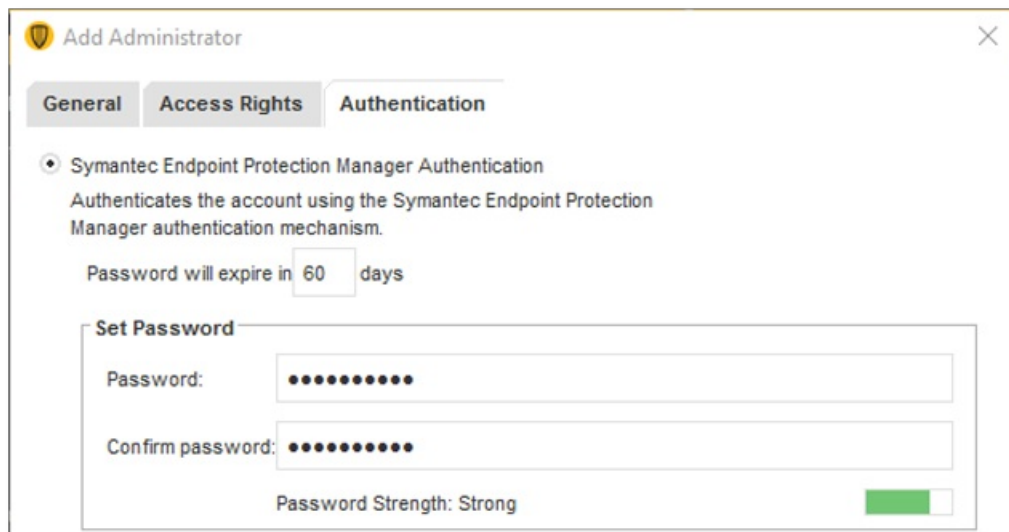 Add Administrator
General Access Rights Authentication
Symantec Endpoint Protection Manager Authentication
Authenticates the account using the Symantec Endpoint Protection
Manager authentication mechanism.
Password will expire in 60 days
Set Password
Password: ●●●●●●●●●●
Confirm password: ●●●●●●●●●●
Password Strength: Strong